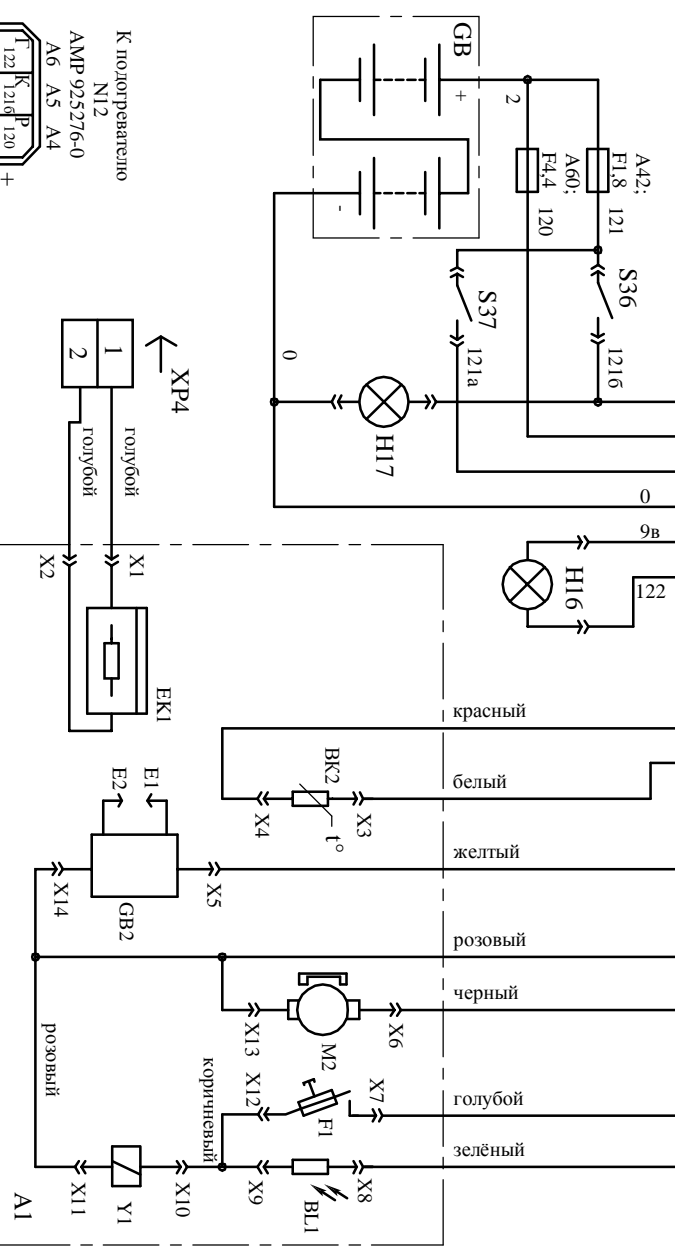 К подогревателю
N12
AMP 925276-0
A6 A5 A4
Г К Р
122 1216 120
+
GB
+
-
2
A42;
F1,8
A60;
F4,4
121
120
S36
S37
121б
121а
0
H17
0
9в
H16
122
XP4
1
2
голубой
голубой
X1
X2
EK1
красный
ВК2
t°
X4
X3
белый
E1
E2
желтый
X5
X14
GB2
розовый
черный
X13
X6
M2
розовый
коричневый
X12
X7
F1
голубой
зелёный
X9
X8
BL1
X11
X10
Y1
A1